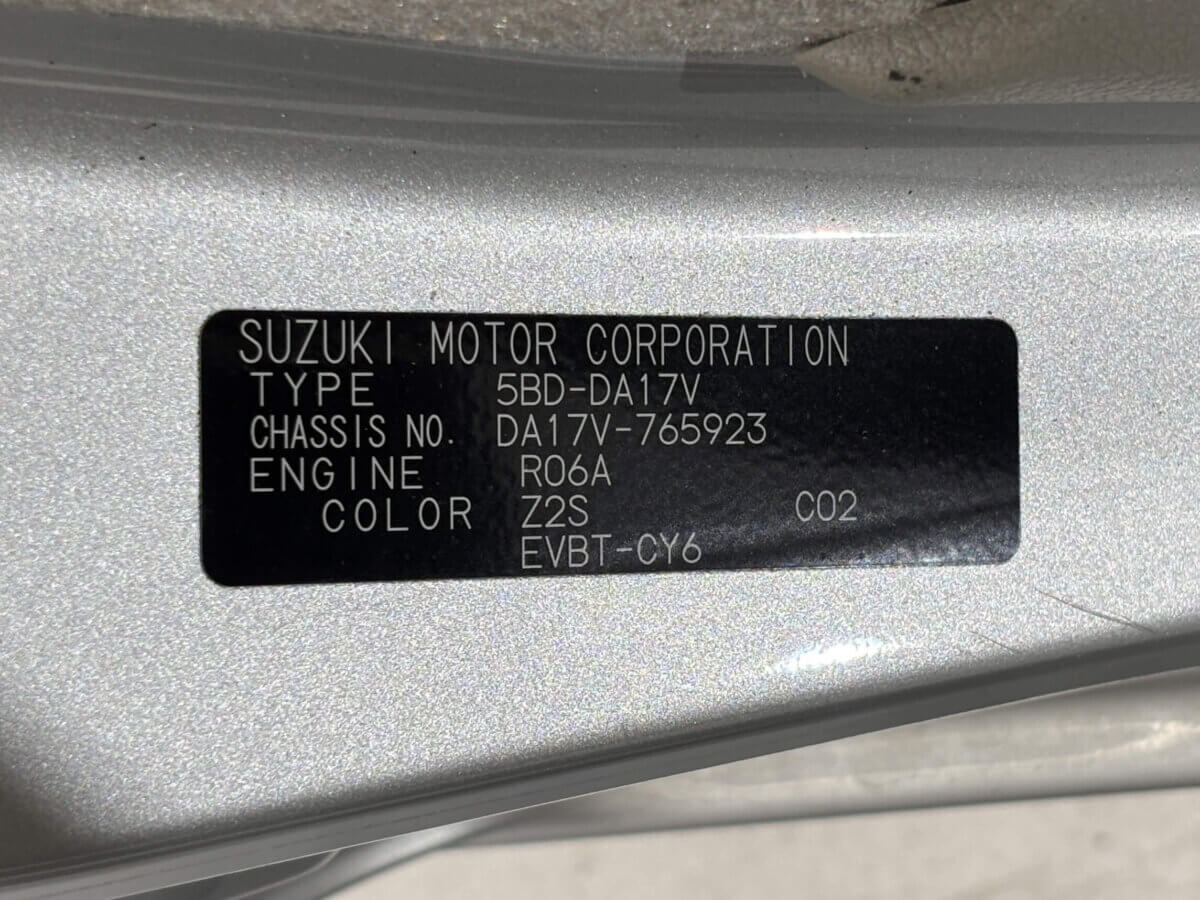 SUZUKI MOTOR CORPORATION
TYPE 5BD-DA17V
CHASSIS NO. DA17V-765923
ENGINE R06A
COLOR Z2S C02
EVBT-CY6